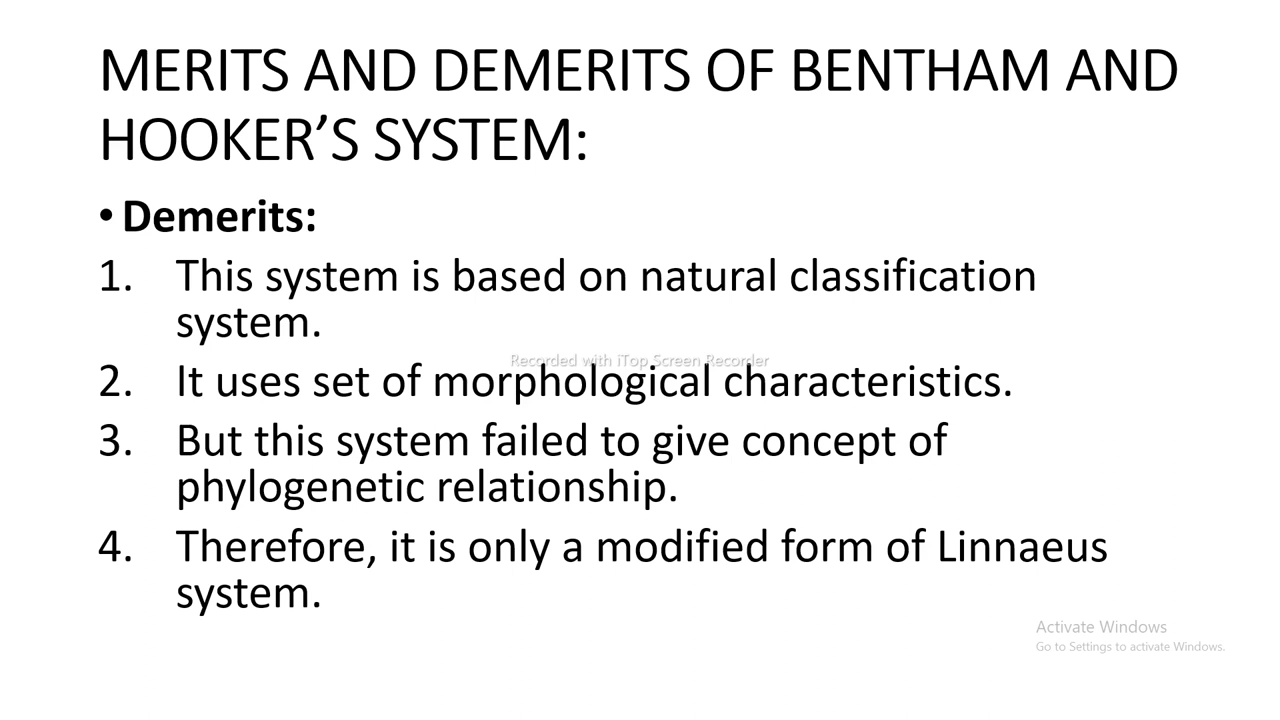 MERITS AND DEMERITS OF BENTHAM AND
HOOKER’S SYSTEM:
• Demerits:
1. This system is based on natural classification
system.
Recorded with iTop Screen Recorder
2. It uses set of morphological characteristics.
3. But this system failed to give concept of
phylogenetic relationship.
4. Therefore, it is only a modified form of Linnaeus
system.
Activate Windows
Go to Settings to activate Windows.